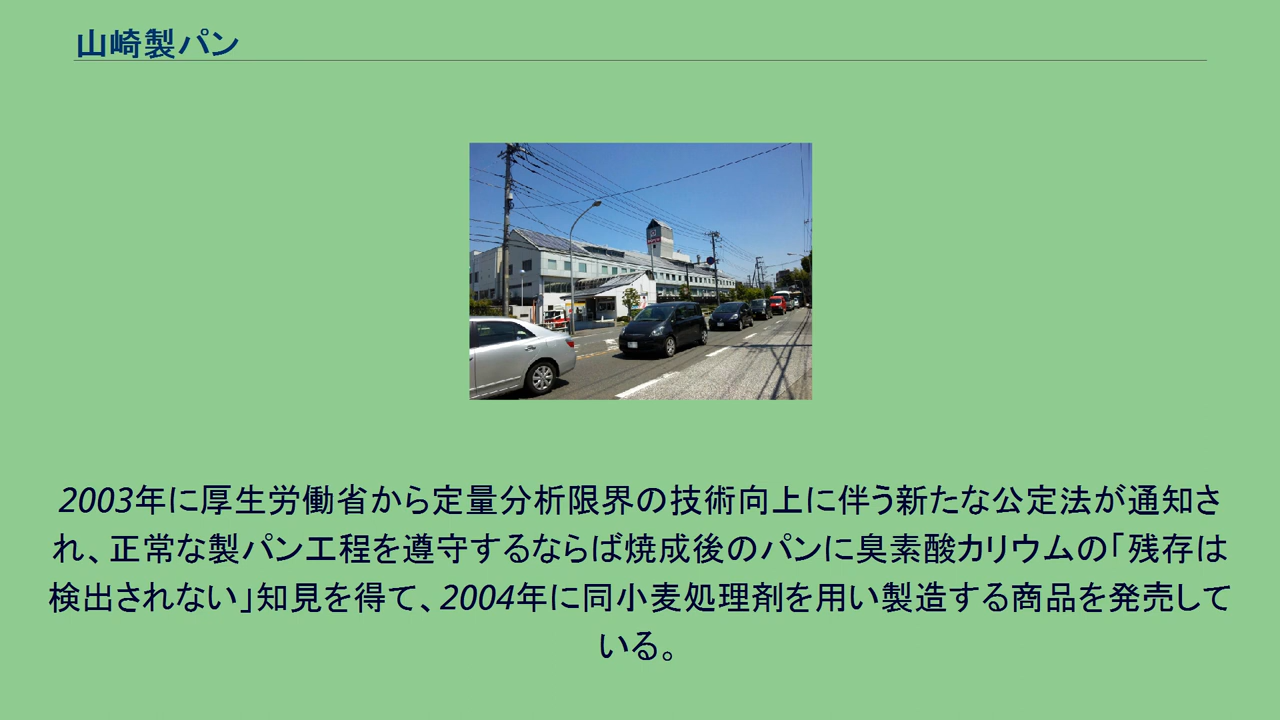 山崎製パン
2003年に厚生労働省から定量分析限界の技術向上に伴う新たな公定法が通知さ
れ、正常な製パン工程を遵守するならば焼成後のパンに臭素酸カリウムの「残存は
検出されない」知見を得て、2004年に同小麦処理剤を用い製造する商品を発売して
いる。